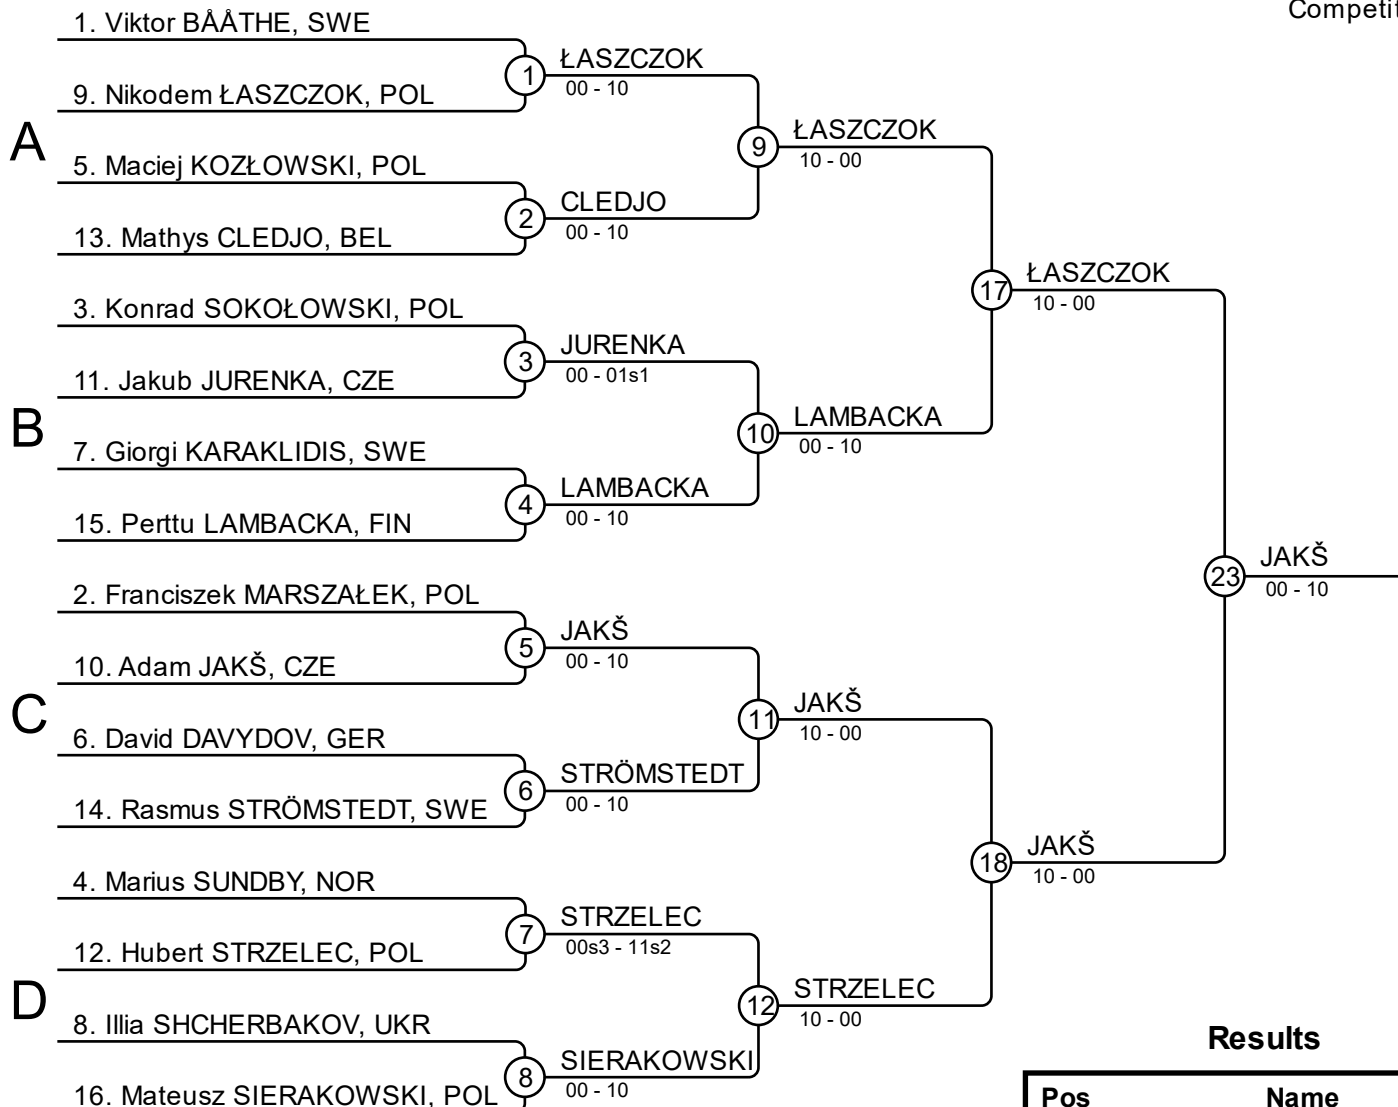 Competit
1. Viktor BÅÅTHE, SWE
1
ŁASZCZOK
00 - 10
9. Nikodem ŁASZCZOK, POL
A
9
ŁASZCZOK
10 - 00
5. Maciej KOZŁOWSKI, POL
2
CLEDJO
00 - 10
13. Mathys CLEDJO, BEL
17
ŁASZCZOK
10 - 00
3. Konrad SOKOŁOWSKI, POL
3
JURENKA
00 - 01s1
11. Jakub JURENKA, CZE
B
10
LAMBACKA
00 - 10
7. Giorgi KARAKLIDIS, SWE
4
LAMBACKA
00 - 10
15. Perttu LAMBACKA, FIN
23
JAKŠ
00 - 10
2. Franciszek MARSZAŁEK, POL
5
JAKŠ
00 - 10
10. Adam JAKŠ, CZE
C
11
JAKŠ
10 - 00
6. David DAVYDOV, GER
6
STRÖMSTEDT
00 - 10
14. Rasmus STRÖMSTEDT, SWE
18
JAKŠ
10 - 00
4. Marius SUNDBY, NOR
7
STRZELEC
00s3 - 11s2
12. Hubert STRZELEC, POL
D
12
STRZELEC
10 - 00
8. Illia SHCHERBAKOV, UKR
8
SIERAKOWSKI
00 - 10
16. Mateusz SIERAKOWSKI, POL
Results
Pos Name